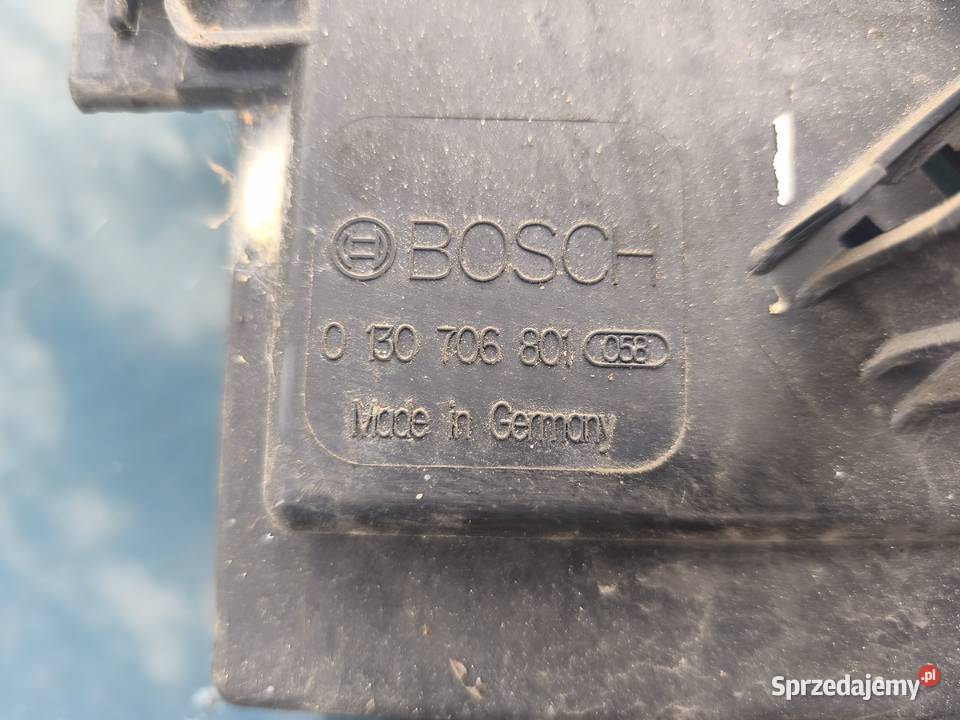 BOSCH
0 130 706 801 058
Made in Germany
Sprzedajemy.pl